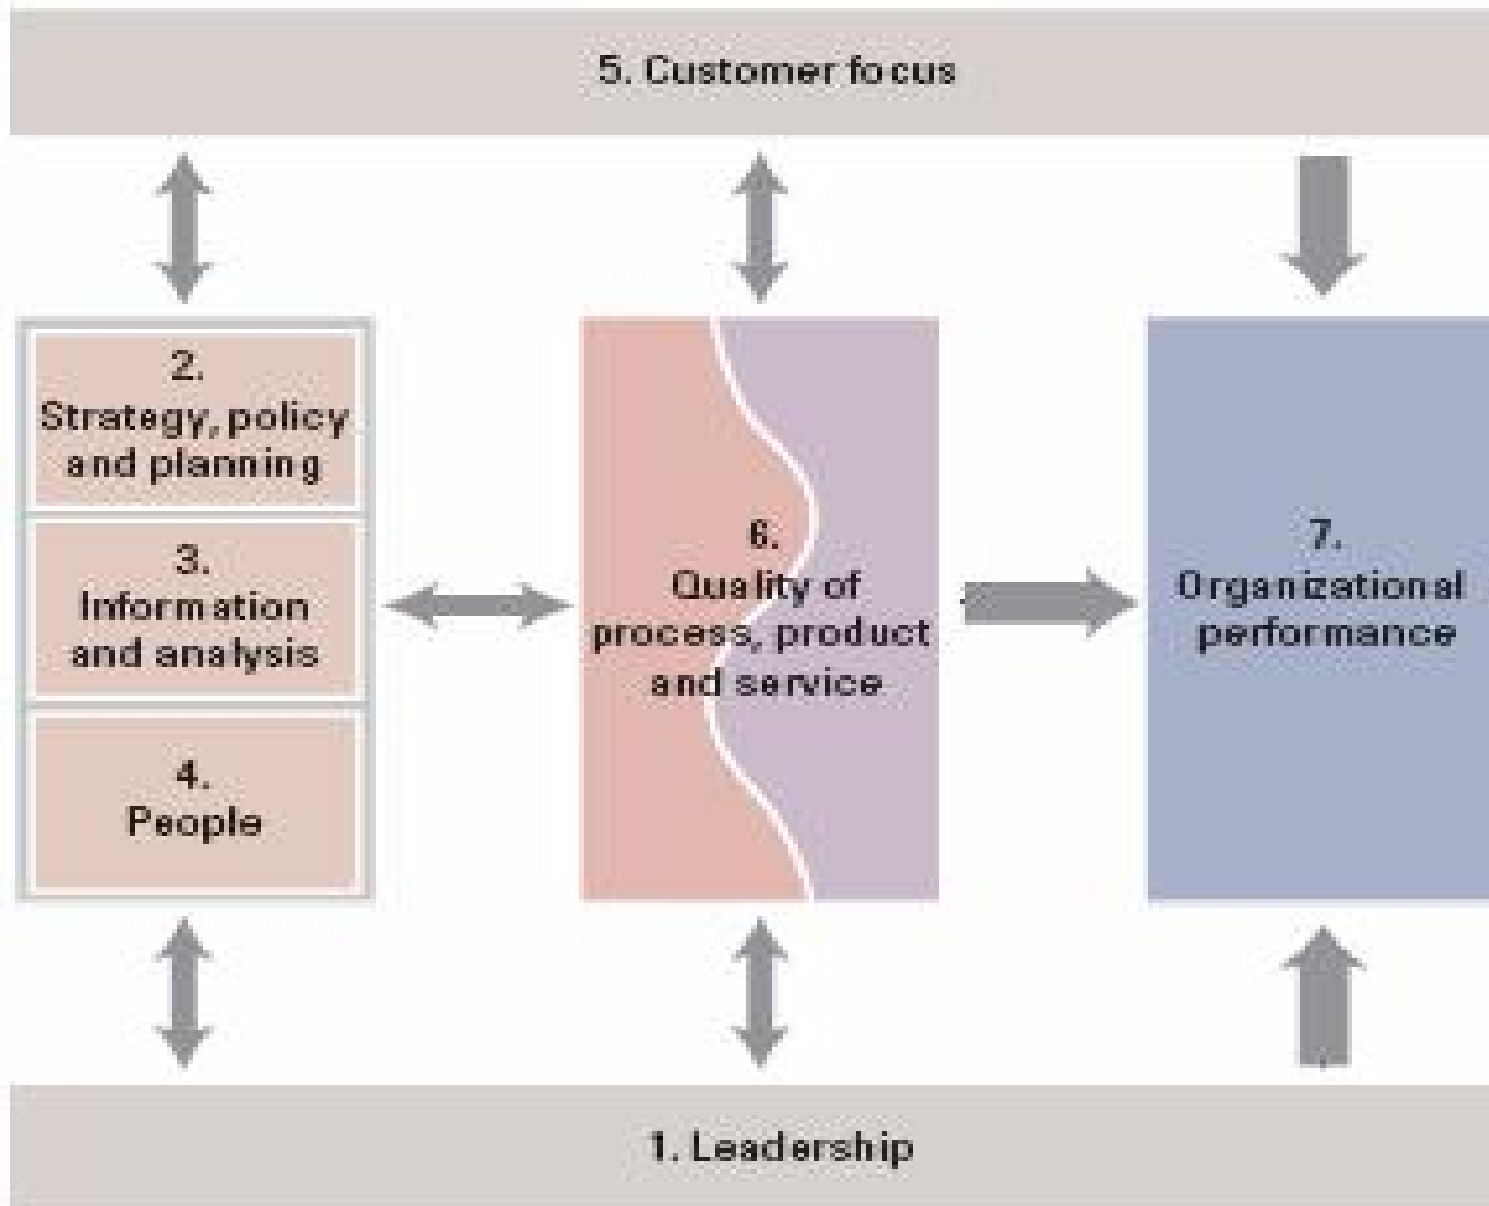 5. Customer focus
2.
Strategy, policy
and planning
3.
Information
and analysis
4.
People
6.
Quality of
process, product
and service
7.
Organizational
performance
1. Leadership